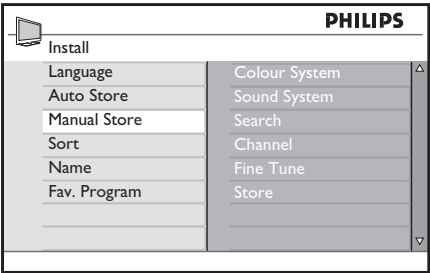 PHILIPS
Install
Language
Auto Store
Manual Store
Sort
Name
Fav. Program
Colour System
Sound System
Search
Channel
Fine Tune
Store